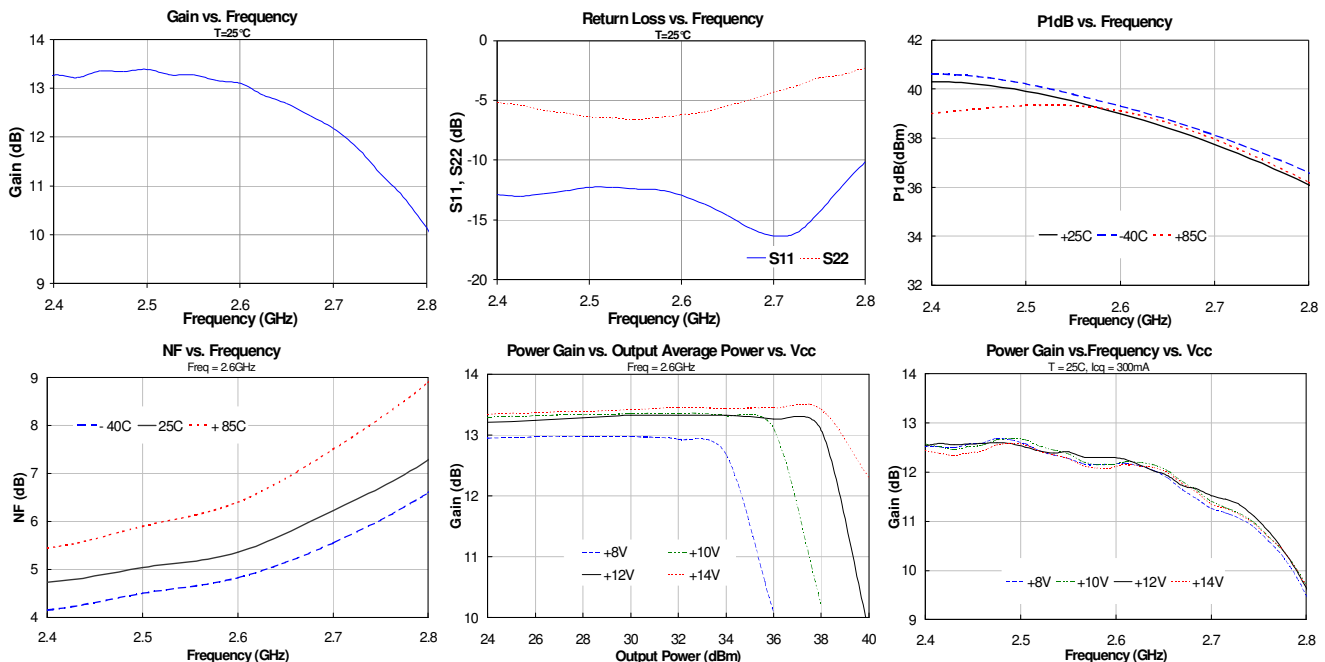 Gain vs. Frequency
T=25°C
14
13
12
11
10
9
2.4
2.5
2.6
2.7
2.8
Gain (dB)
Frequency (GHz)
Return Loss vs. Frequency
T=25°C
0
-5
-10
-15
-20
2.4
2.5
2.6
2.7
2.8
S11, S22 (dB)
S11
S22
Frequency (GHz)
P1dB vs. Frequency
42
40
38
36
34
32
2.4
2.5
2.6
2.7
2.8
P1dB(dBm)
+25C
-40C
+85C
Frequency (GHz)
NF vs. Frequency
9
8
7
6
5
4
2.4
2.5
2.6
2.7
2.8
NF (dB)
- 40C
25C
+ 85C
Frequency (GHz)
Power Gain vs. Output Average Power vs. Vcc
Freq = 2.6GHz
14
13
12
11
10
24
26
28
30
32
34
36
38
40
Gain (dB)
+8V
+10V
+12V
+14V
Output Power (dBm)
Power Gain vs.Frequency vs. Vcc
T = 25C, Icq = 300mA
14
13
12
11
10
9
2.4
2.5
2.6
2.7
2.8
Gain (dB)
+8V
+10V
+12V
+14V
Frequency (GHz)